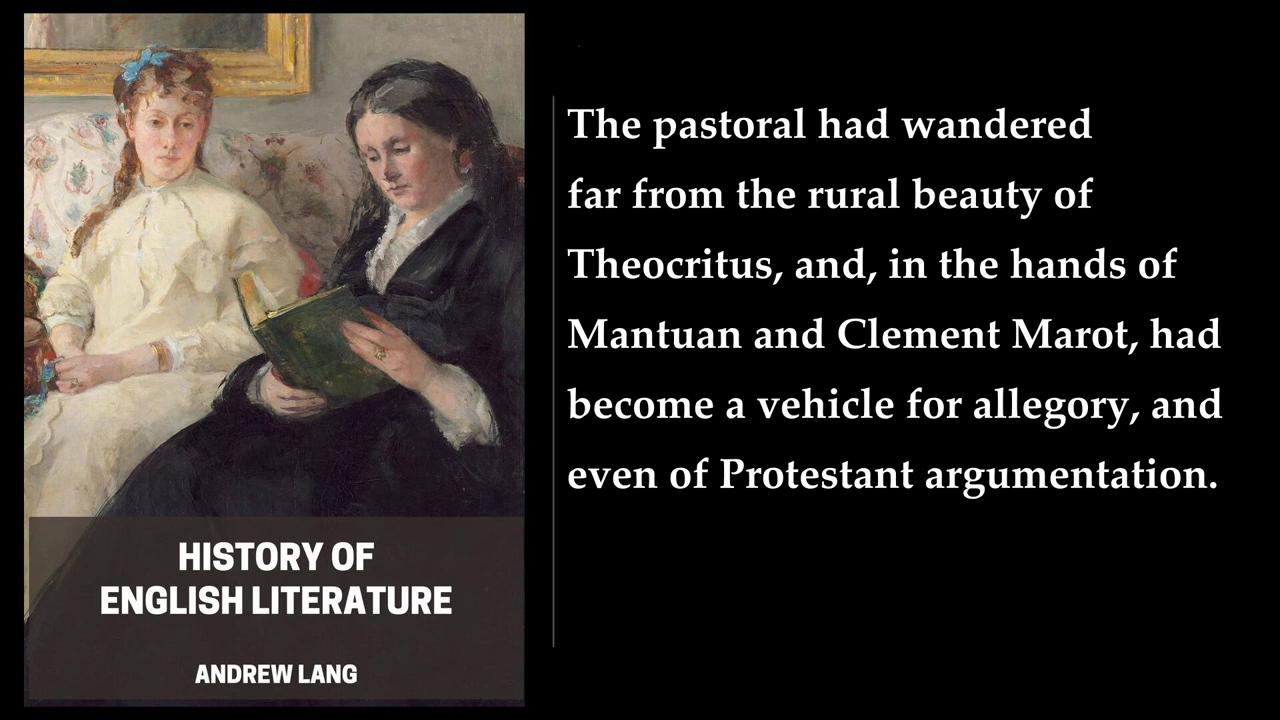 The pastoral had wandered
far from the rural beauty of
Theocritus, and, in the hands of
Mantuan and Clement Marot, had
become a vehicle for allegory, and
even of Protestant argumentation.
HISTORY OF
ENGLISH LITERATURE
ANDREW LANG